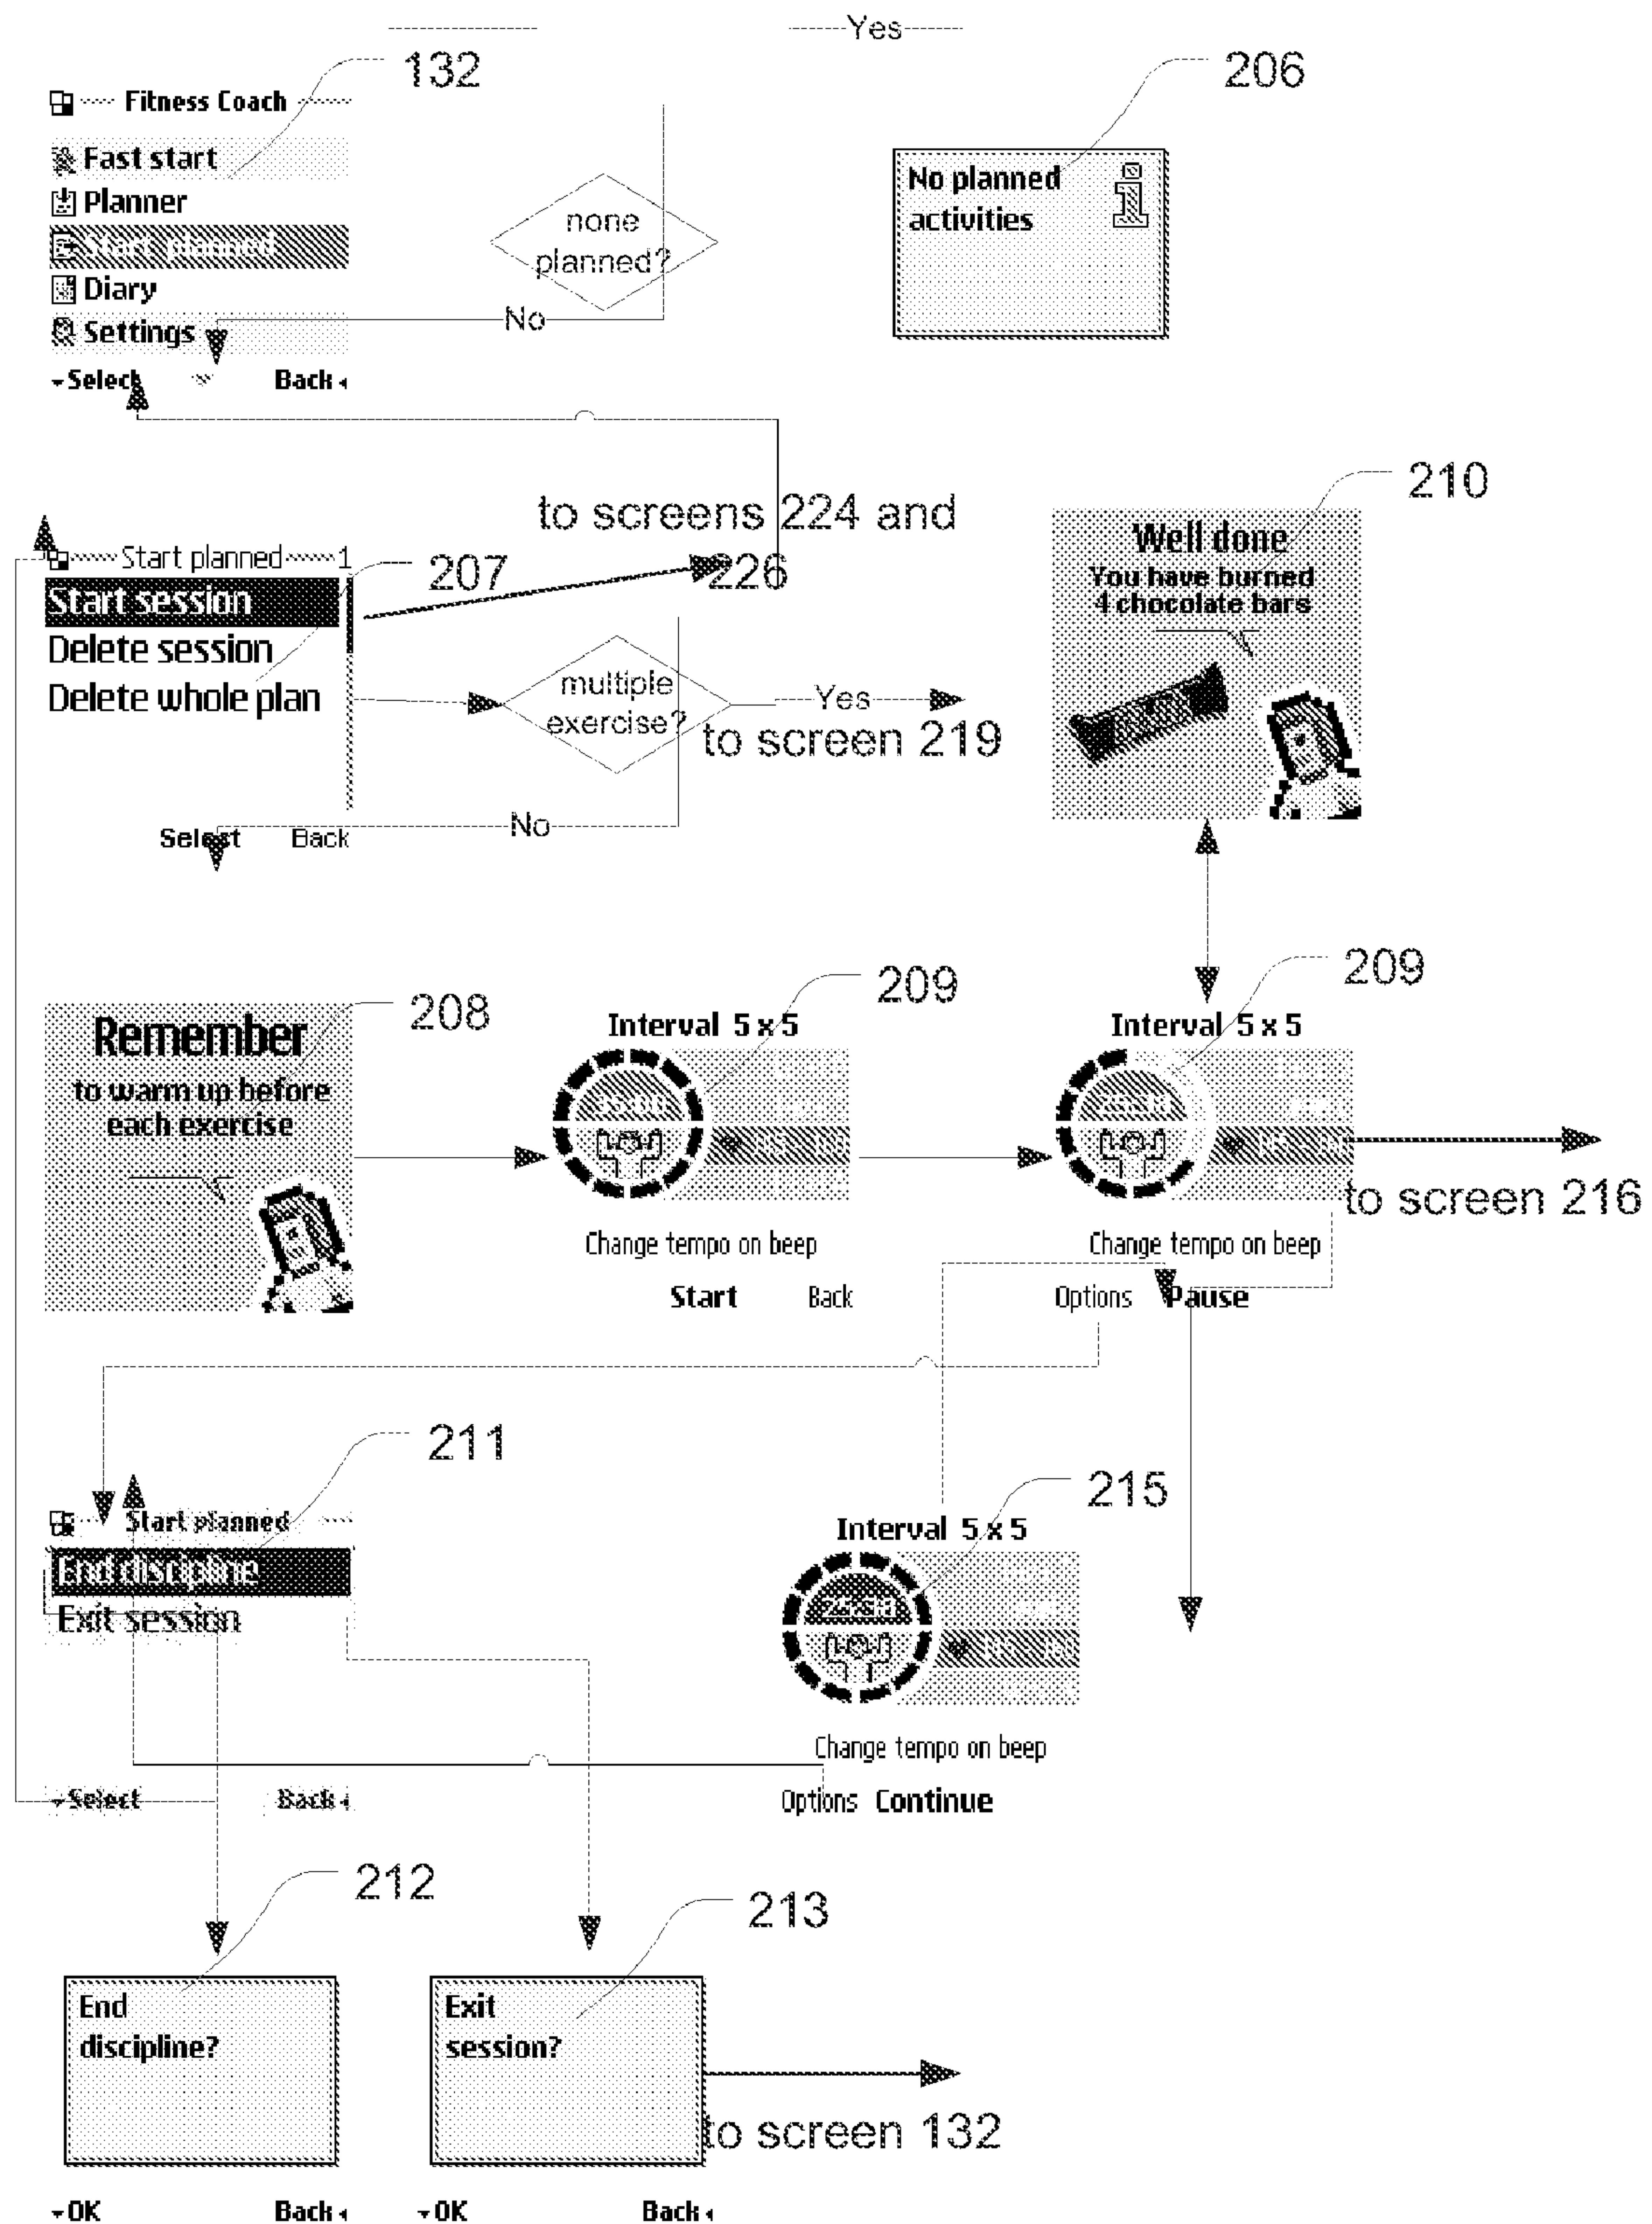 Yes
132
206
Fitness Coach
Fast start
Planner
Start planned
Diary
Settings
Select
Back
none
planned?
No
No planned
activities
to screens 224 and
226
210
Well done
You have burned
4 chocolate bars
Start planned
1
207
Start session
Delete session
Delete whole plan
Select
Back
multiple
exercise?
Yes
to screen 219
No
208
Remember
to warm up before
each exercise
209
Interval 5 x 5
Change tempo on beep
Start
Back
209
Interval 5 x 5
to screen 216
Change tempo on beep
Options
Pause
211
Start planned
End discipline
Exit session
Select
Back
215
Interval 5 x 5
Change tempo on beep
Options
Continue
212
213
End
discipline?
OK
Back
Exit
session?
to screen 132
OK
Back